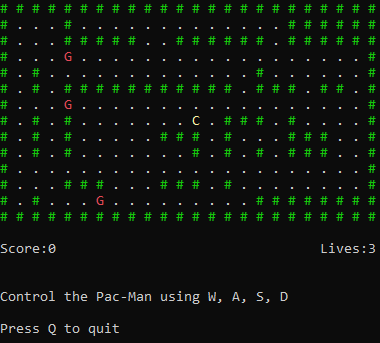 # # # # # # # # # # # # # # # # # # # # # # # #
# . . . # . . . . . . . . . . . . . # # # # # #
# . . . # # # # # . . # # # # # # . # # # # # #
# . . . G . . . . . . . . . . . . . . . . . . #
# . # . . . . . . . . . . . . . # . . . . . . #
# . # . # # # # # # # # # # # . # # # . # # . #
# . . . G . . . . . . . . . . . . . . . . . . #
# . # . # . . . . . . . C . # # # . # . . . . #
# . # . # . . . . . # # # . # . . . # # # . . #
# . # . # . . . . . . . # . # . # . # # # . . #
# . . . . . . . . . . . . . . . . . . . . . . #
# . . . # # # . . . # # # . # . . . . . . . . #
# . # . . . G . . . . . . . . . # # # # # # # #
# # # # # # # # # # # # # # # # # # # # # # # #
Score:0 Lives:3
Control the Pac-Man using W, A, S, D
Press Q to quit